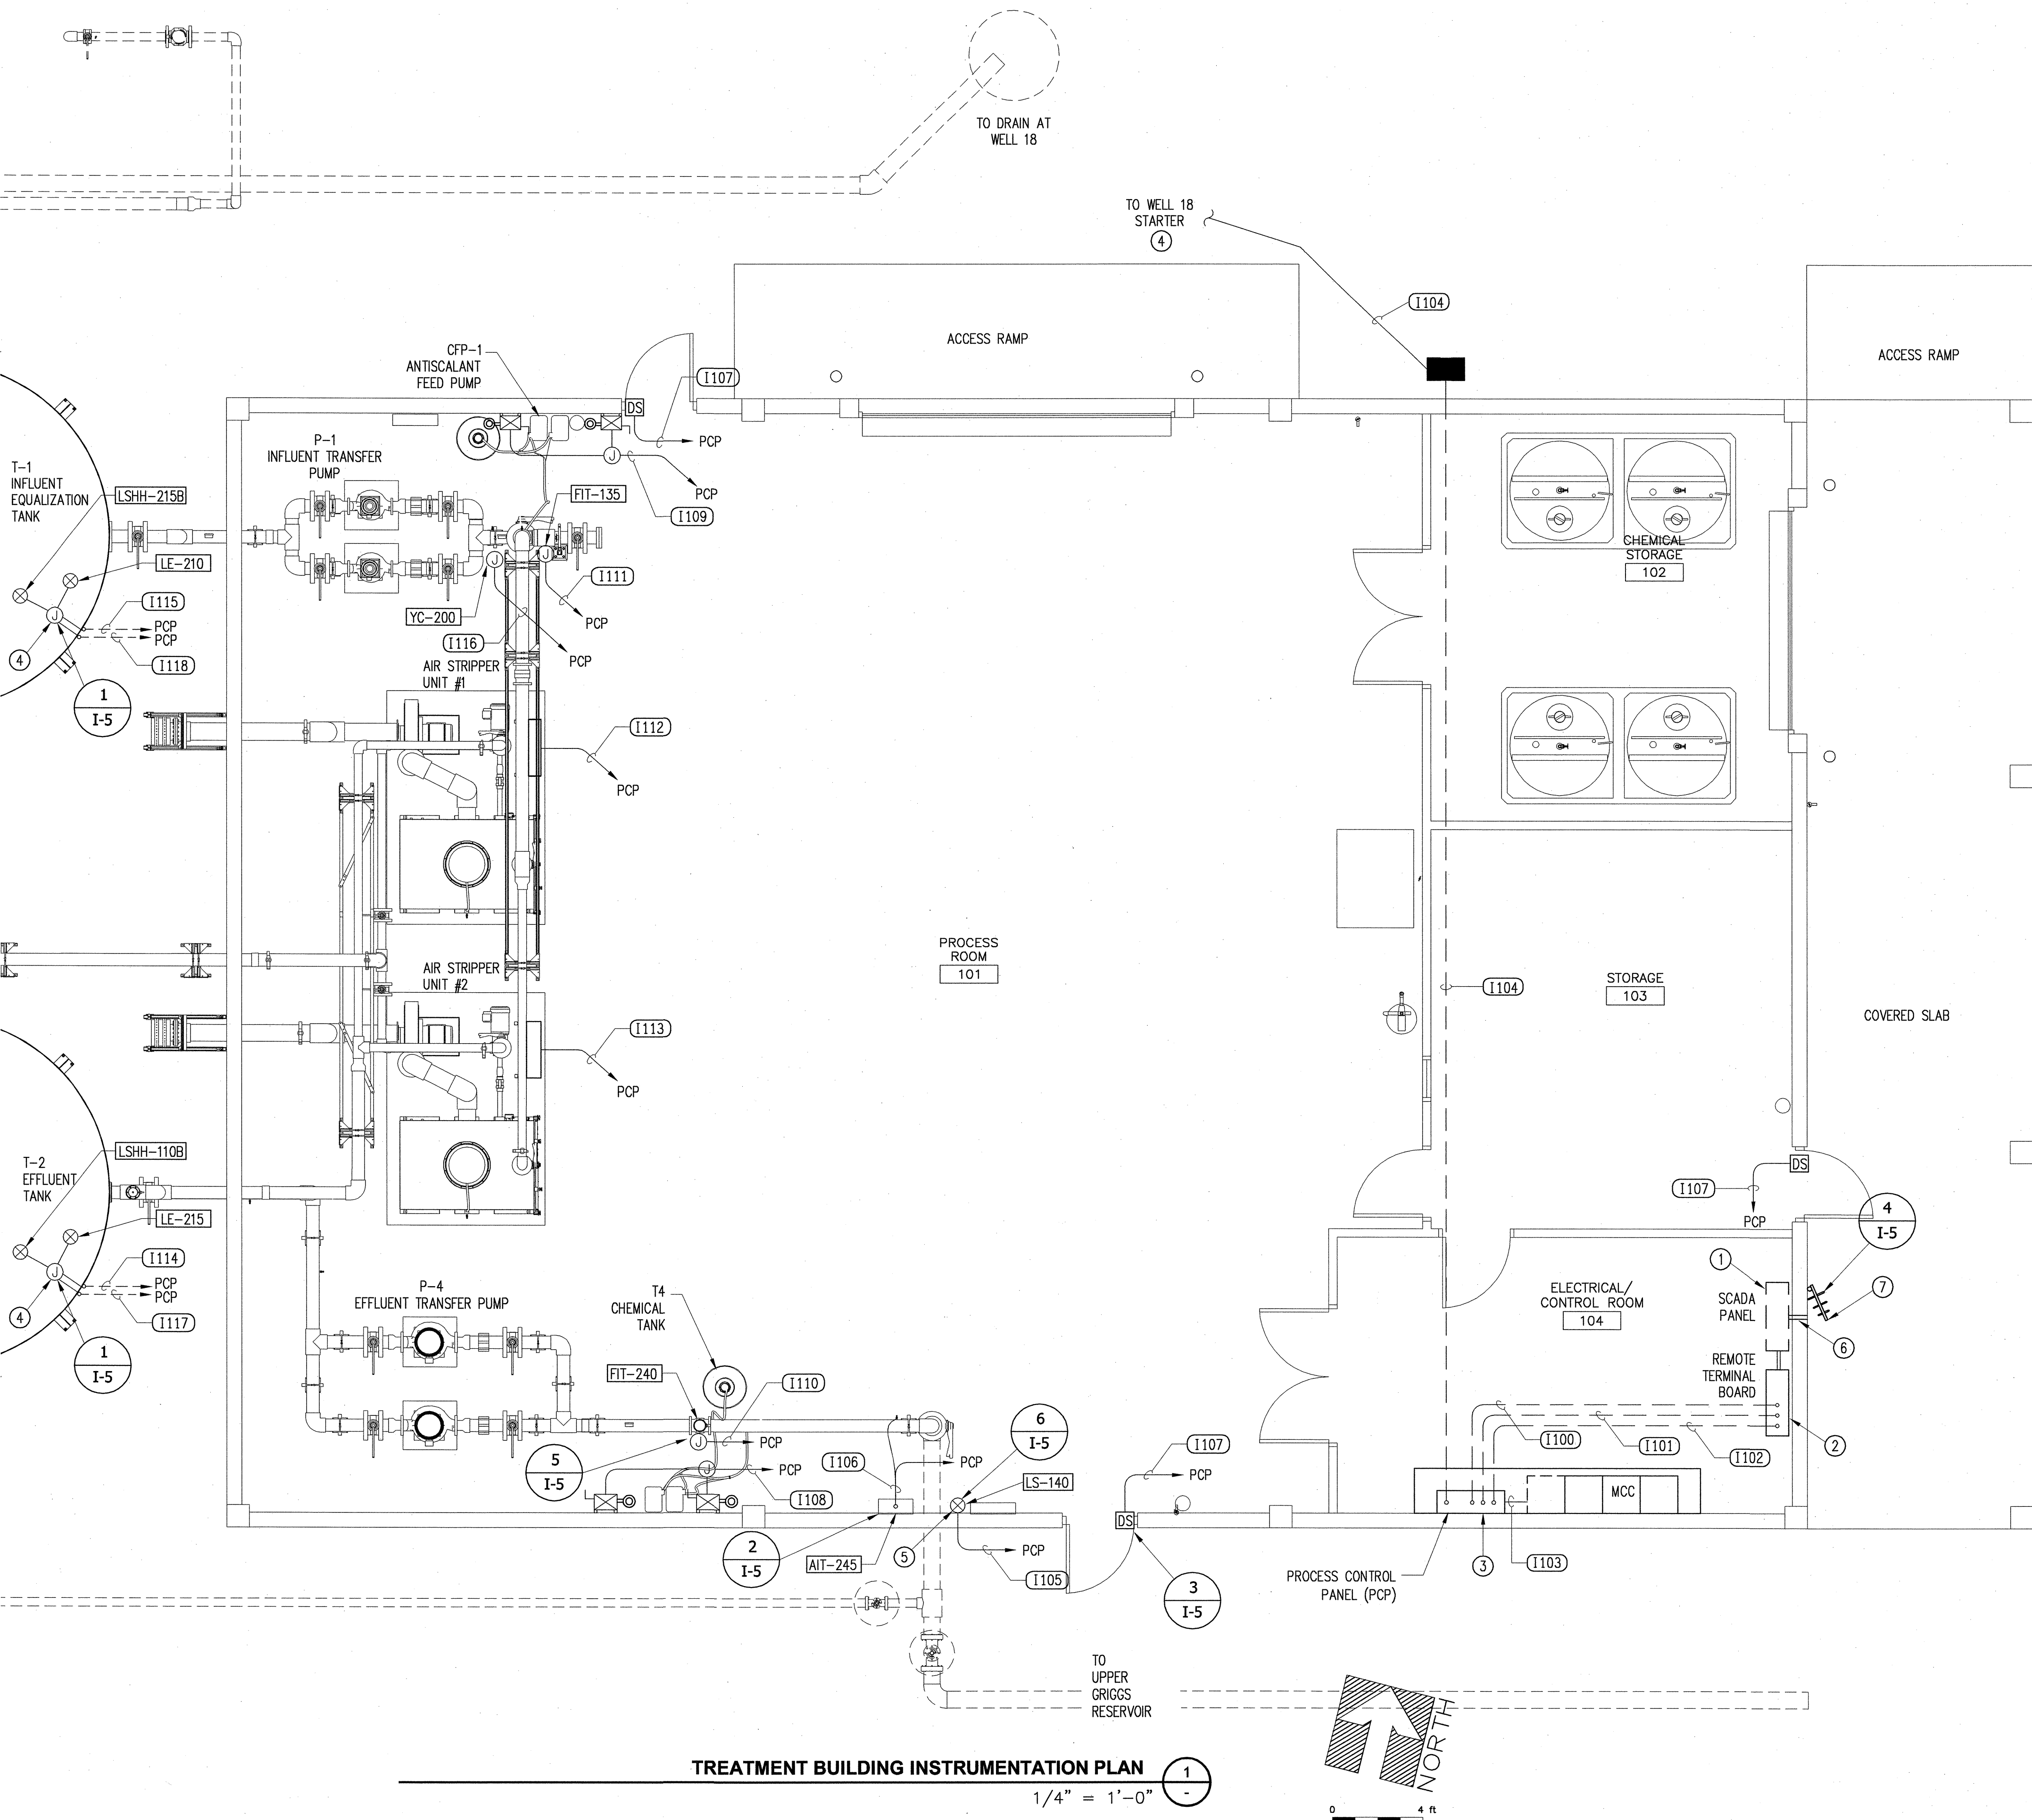 TO DRAIN AT
WELL 18
TO WELL 18
STARTER
4
I104
ACCESS RAMP
ACCESS RAMP
CFP-1
ANTISCALANT
FEED PUMP
I107
DS
PCP
P-1
INFLUENT TRANSFER
PUMP
J
PCP
FIT-135
I109
T-1
INFLUENT
EQUALIZATION
TANK
LSHH-215B
LE-210
J
I115
PCP
PCP
I118
4
1
I-5
J
J
YC-200
I111
PCP
I116
PCP
CHEMICAL
STORAGE
102
AIR STRIPPER
UNIT #1
I112
PCP
PROCESS
ROOM
101
AIR STRIPPER
UNIT #2
I104
STORAGE
103
COVERED SLAB
I113
PCP
T-2
EFFLUENT
TANK
LSHH-110B
LE-215
J
I114
PCP
PCP
I117
4
1
I-5
DS
I107
PCP
4
I-5
P-4
EFFLUENT TRANSFER PUMP
T4
CHEMICAL
TANK
ELECTRICAL/
CONTROL ROOM
104
1
SCADA
PANEL
7
6
REMOTE
TERMINAL
BOARD
FIT-240
I110
J
PCP
5
I-5
J
PCP
I108
I106
PCP
6
I-5
LS-140
I107
PCP
I100
I101
I102
2
MCC
2
I-5
AIT-245
5
PCP
I105
DS
3
I-5
3
I103
PROCESS CONTROL
PANEL (PCP)
TO
UPPER
GRIGGS
RESERVOIR
NORTH
TREATMENT BUILDING INSTRUMENTATION PLAN
1
-
1/4" = 1'-0"
0 4 ft